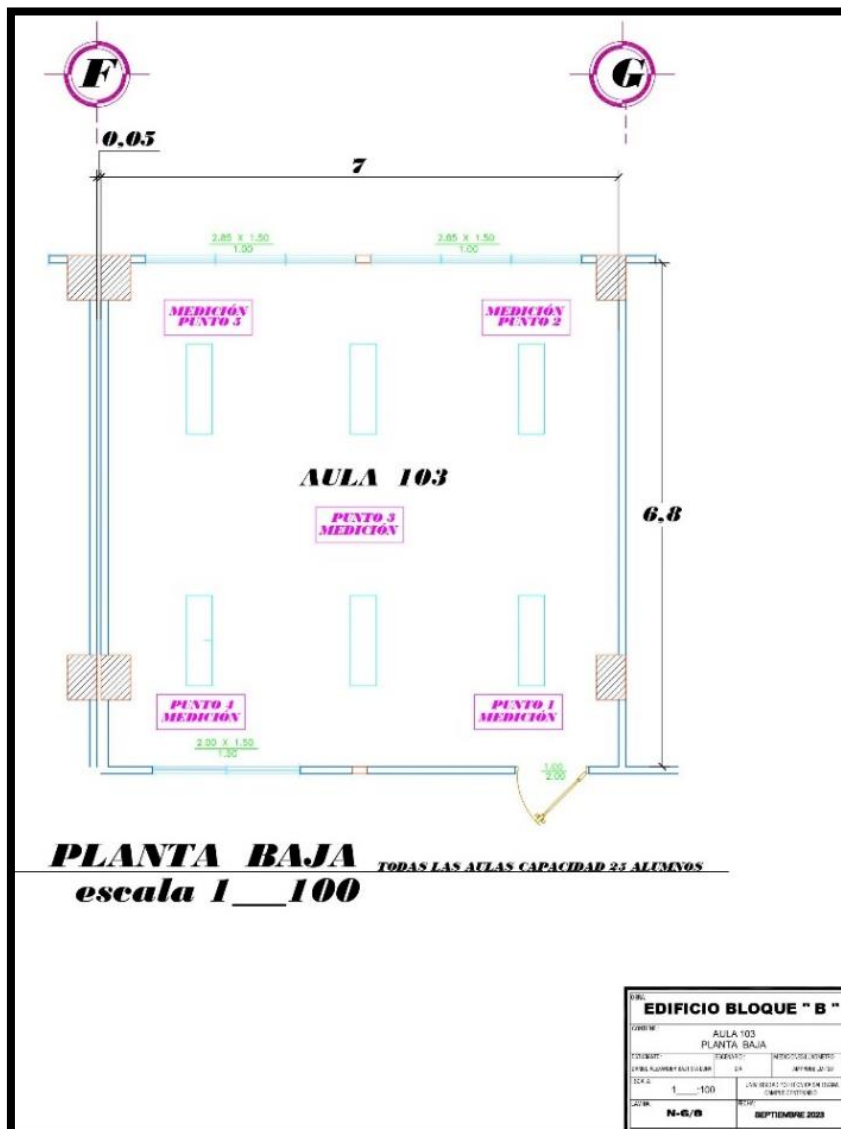 F
G
0,05
7
2.85 X 1.50
1.00
2.85 X 1.50
1.00
MEDICIÓN
PUNTO 5
MEDICIÓN
PUNTO 2
AULA 103
PUNTO 3
MEDICIÓN
6,8
PUNTO 4
MEDICIÓN
PUNTO 1
MEDICIÓN
2.00 X 1.50
1.50
1.00
2.00
PLANTA BAJA
TODAS LAS AULAS CAPACIDAD 25 ALUMNOS
escala 1__100
EDIFICIO BLOQUE " B "
AULA 103
PLANTA BAJA
1___:100
N-6/8
FECHA:
SEPTIEMBRE 2023